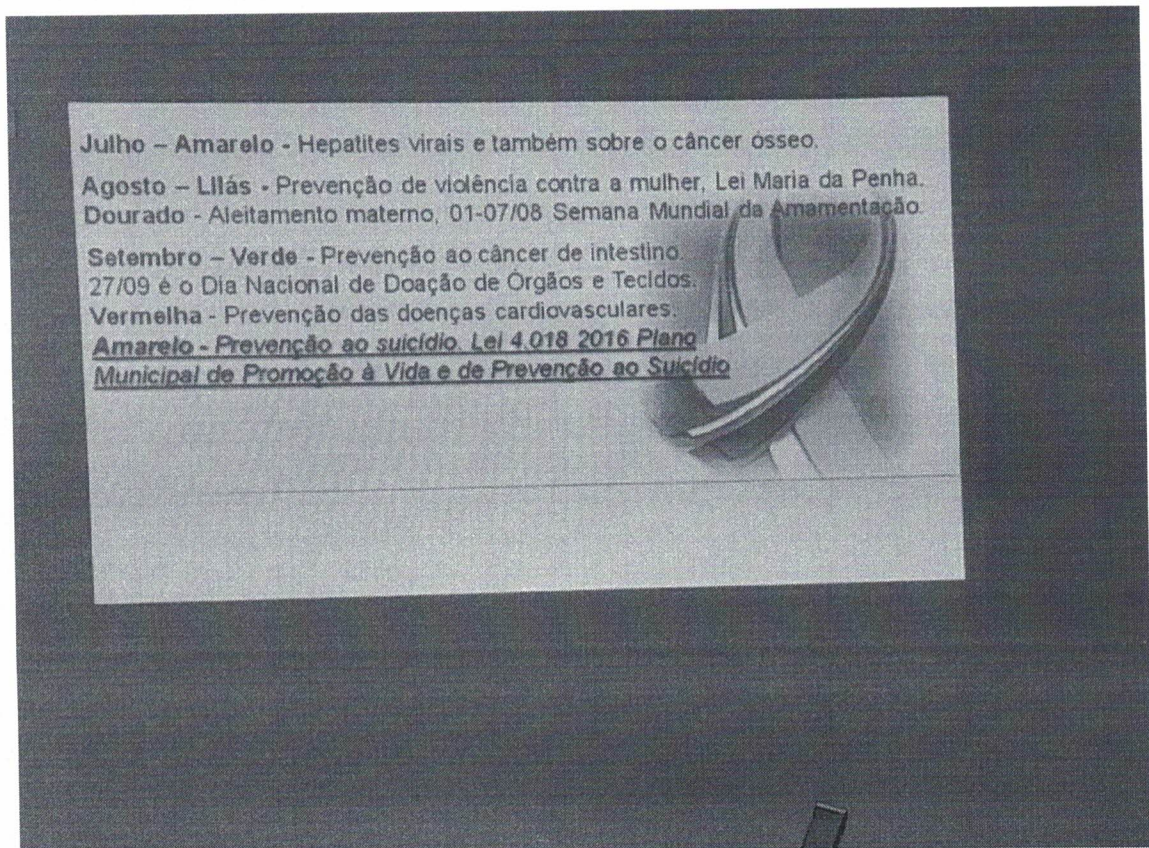 Julho – Amarelo - Hepatites virais e também sobre o câncer ósseo.
Agosto – Lilás - Prevenção de violência contra a mulher, Lei Maria da Penha.
Dourado - Aleitamento materno, 01-07/08 Semana Mundial da Amamentação.
Setembro – Verde - Prevenção ao câncer de intestino.
27/09 é o Dia Nacional de Doação de Órgãos e Tecidos.
Vermelha - Prevenção das doenças cardiovasculares.
Amarelo - Prevenção ao suicídio. Lei 4.018 2016 Plano
Municipal de Promoção à Vida e de Prevenção ao Suicídio